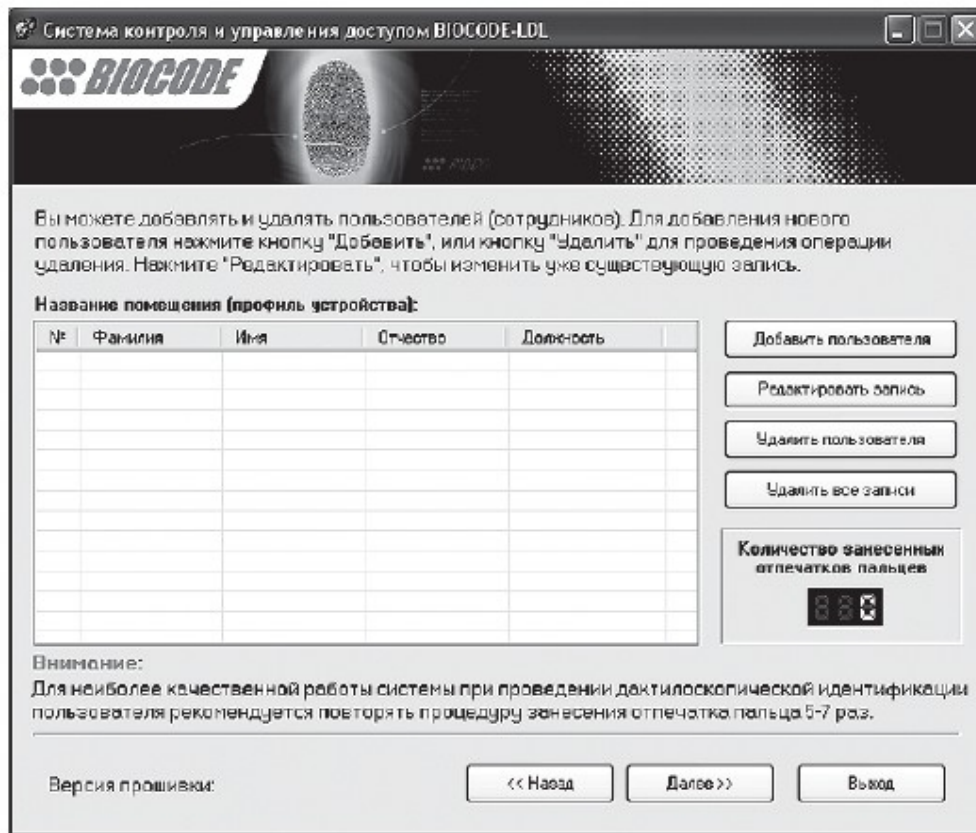 Система контроля и управления доступом BIOCODE-LDL
BIOCODE
Вы можете добавлять и удалять пользователей (сотрудников). Для добавления нового
пользователя нажмите кнопку "Добавить", или кнопку "Удалить" для проведения операции
удаления. Нажмите "Редактировать", чтобы изменить уже существующую запись.
Название помещения (профиль устройства):
№ Фамилия Имя Отчество Должность
Добавить пользователя
Редактировать запись
Удалить пользователя
Удалить все записи
Количество занесенных
отпечатков пальцев
0
Внимание:
Для наиболее качественной работы системы при проведении дактилоскопической идентификации
пользователя рекомендуется повторять процедуру занесения отпечатка пальца 5-7 раз.
Версия прошивки:
<< Назад Далее >> Выход